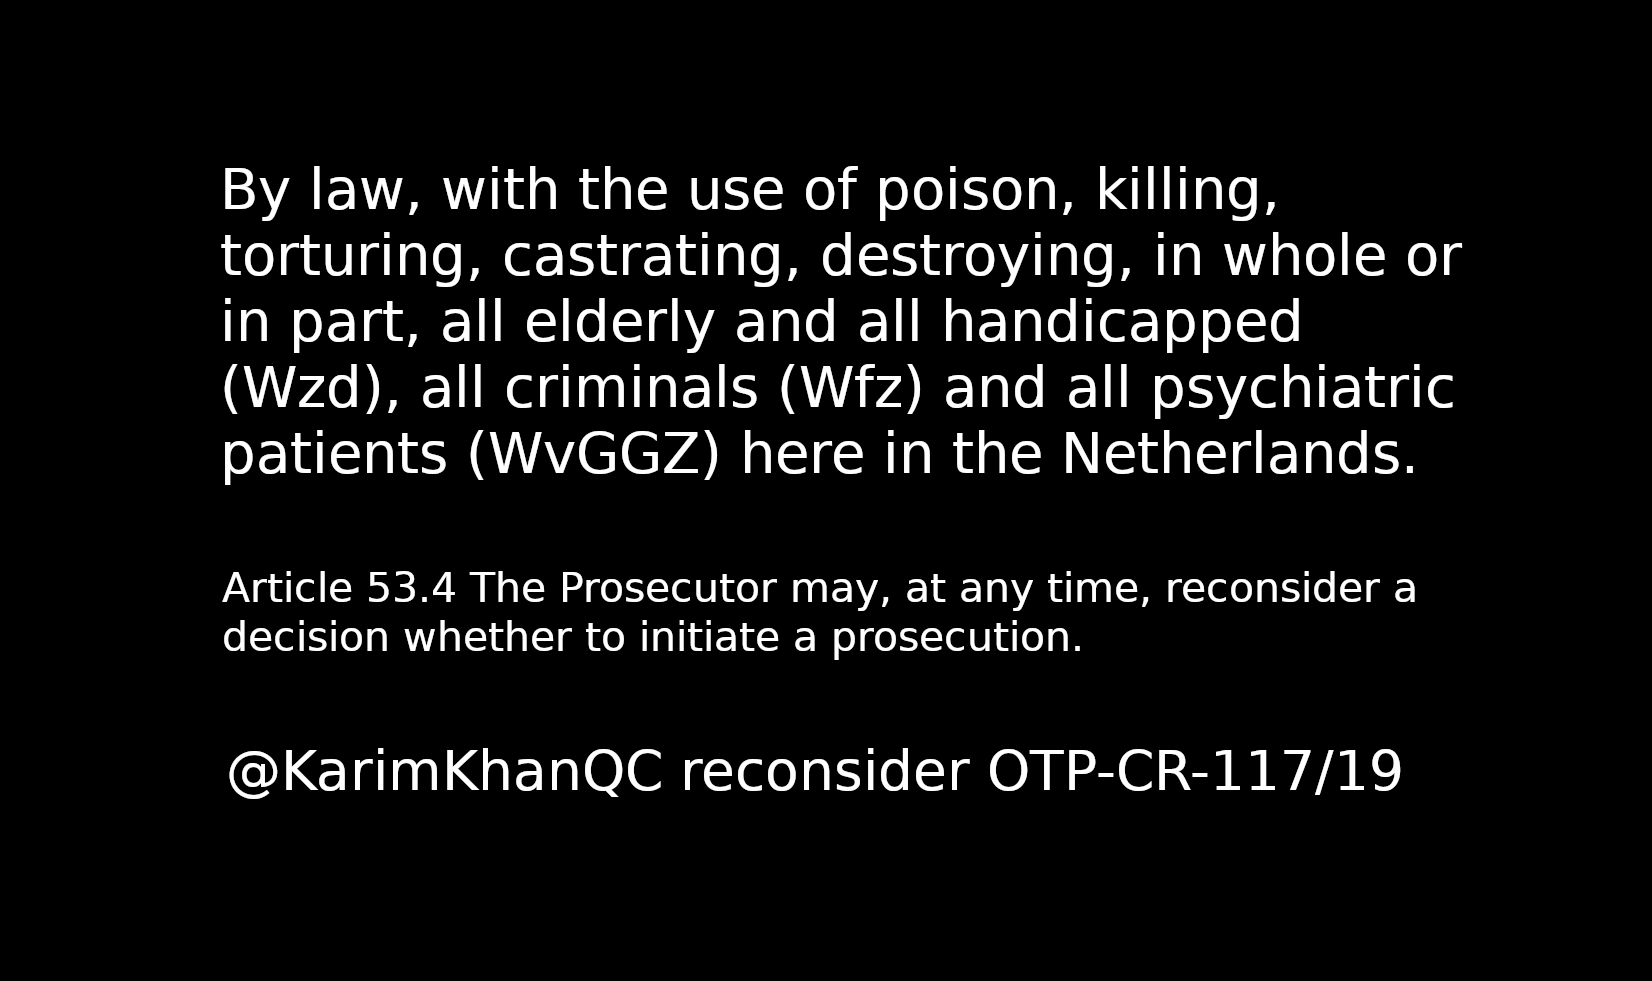 By law, with the use of poison, killing,
torturing, castrating, destroying, in whole or
in part, all elderly and all handicapped
(Wzd), all criminals (Wfz) and all psychiatric
patients (WvGGZ) here in the Netherlands.
Article 53.4 The Prosecutor may, at any time, reconsider a
decision whether to initiate a prosecution.
@KarimKhanQC reconsider OTP-CR-117/19